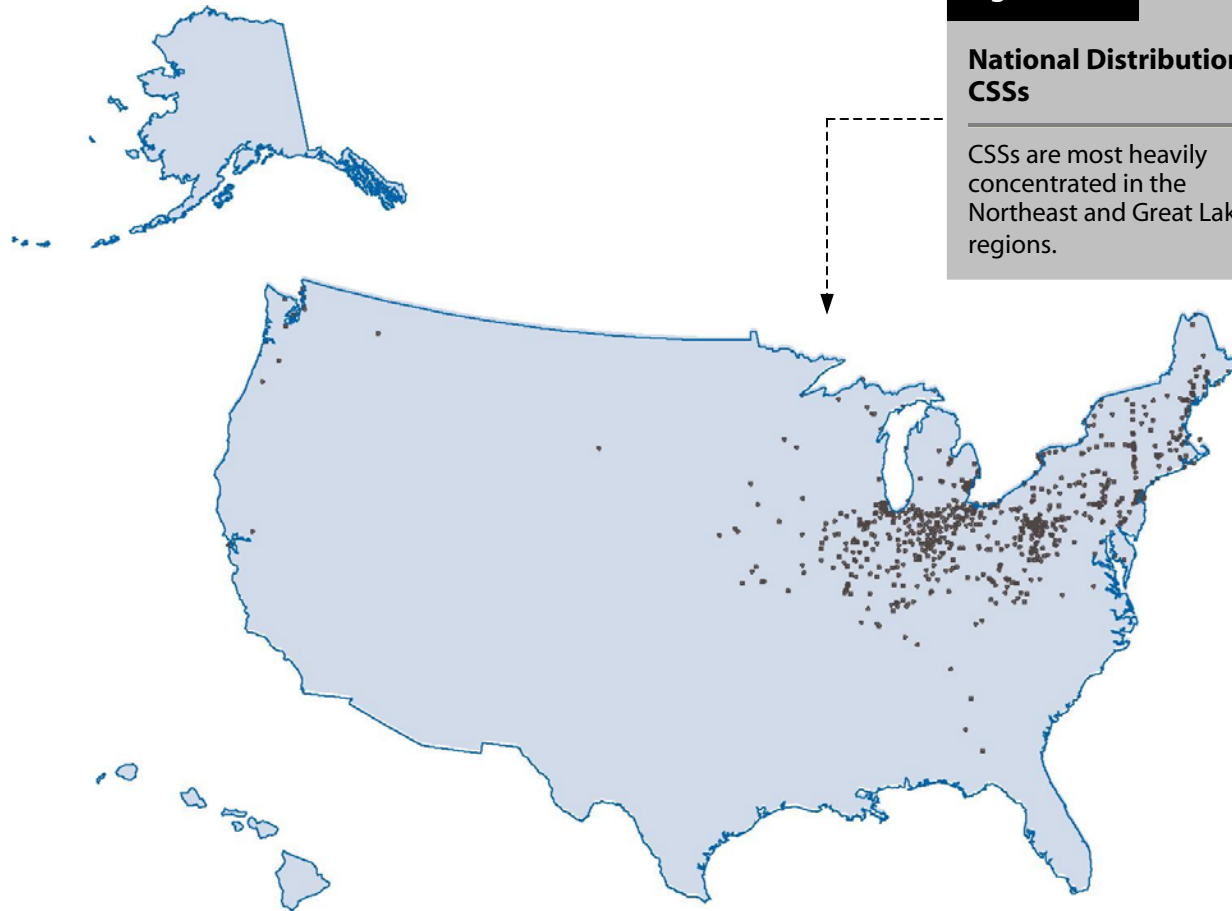 National Distribution
CSSs
CSSs are most heavily
concentrated in the
Northeast and Great Lak
regions.